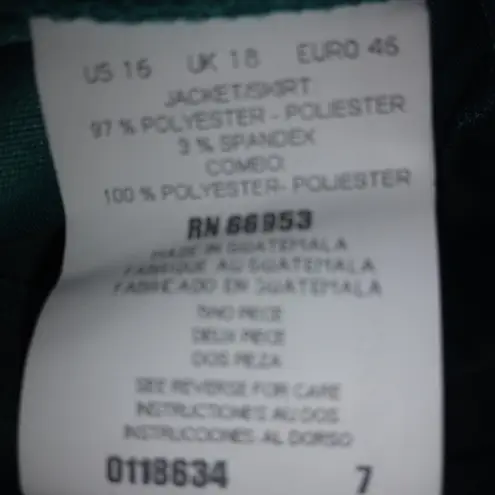 US 16 UK 18 EURO 46
JACKET/SKIRT
97 % POLYESTER - POLIESTER
3 % SPANDEX
COMBO:
100 % POLYESTER- POLIESTER
RN 66953
MADE IN GUATEMALA
FABRIQUE AU GUATEMALA
FABRICADO EN GUATEMALA
TWO PIECE
DEUX PIECE
DOS PIEZA
SEE REVERSE FOR CARE
INSTRUCTIONES AU DOS
INSTRUCCIONES AL DORSO
0118634 7